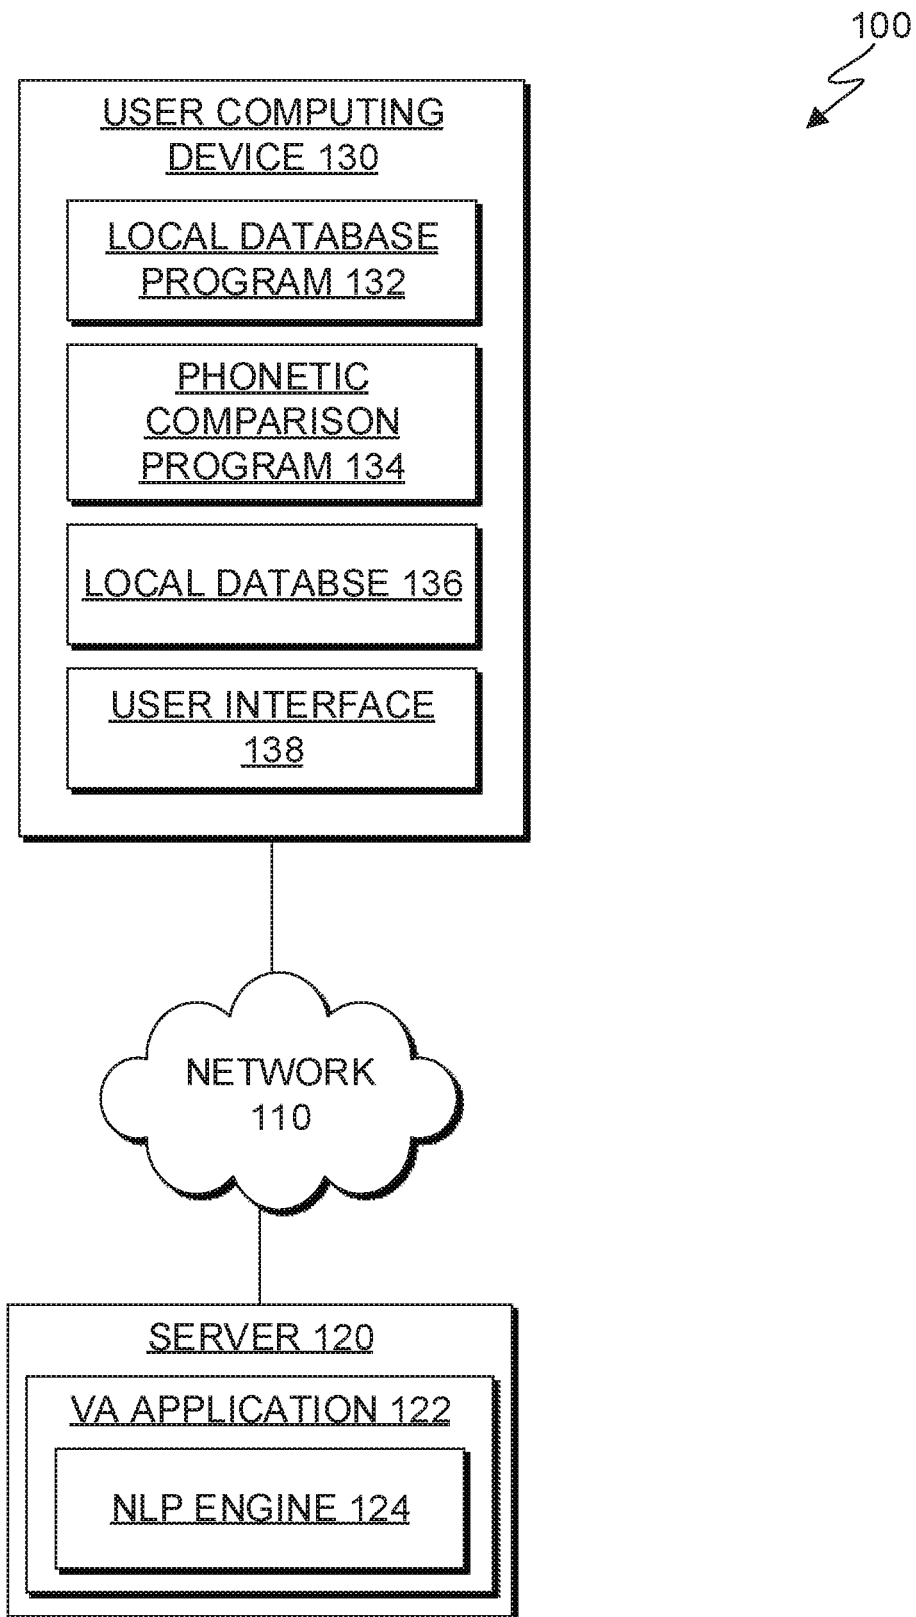 100
USER COMPUTING
DEVICE 130
LOCAL DATABASE
PROGRAM 132
PHONETIC
COMPARISON
PROGRAM 134
LOCAL DATABSE 136
USER INTERFACE
138
NETWORK
110
SERVER 120
VA APPLICATION 122
NLP ENGINE 124